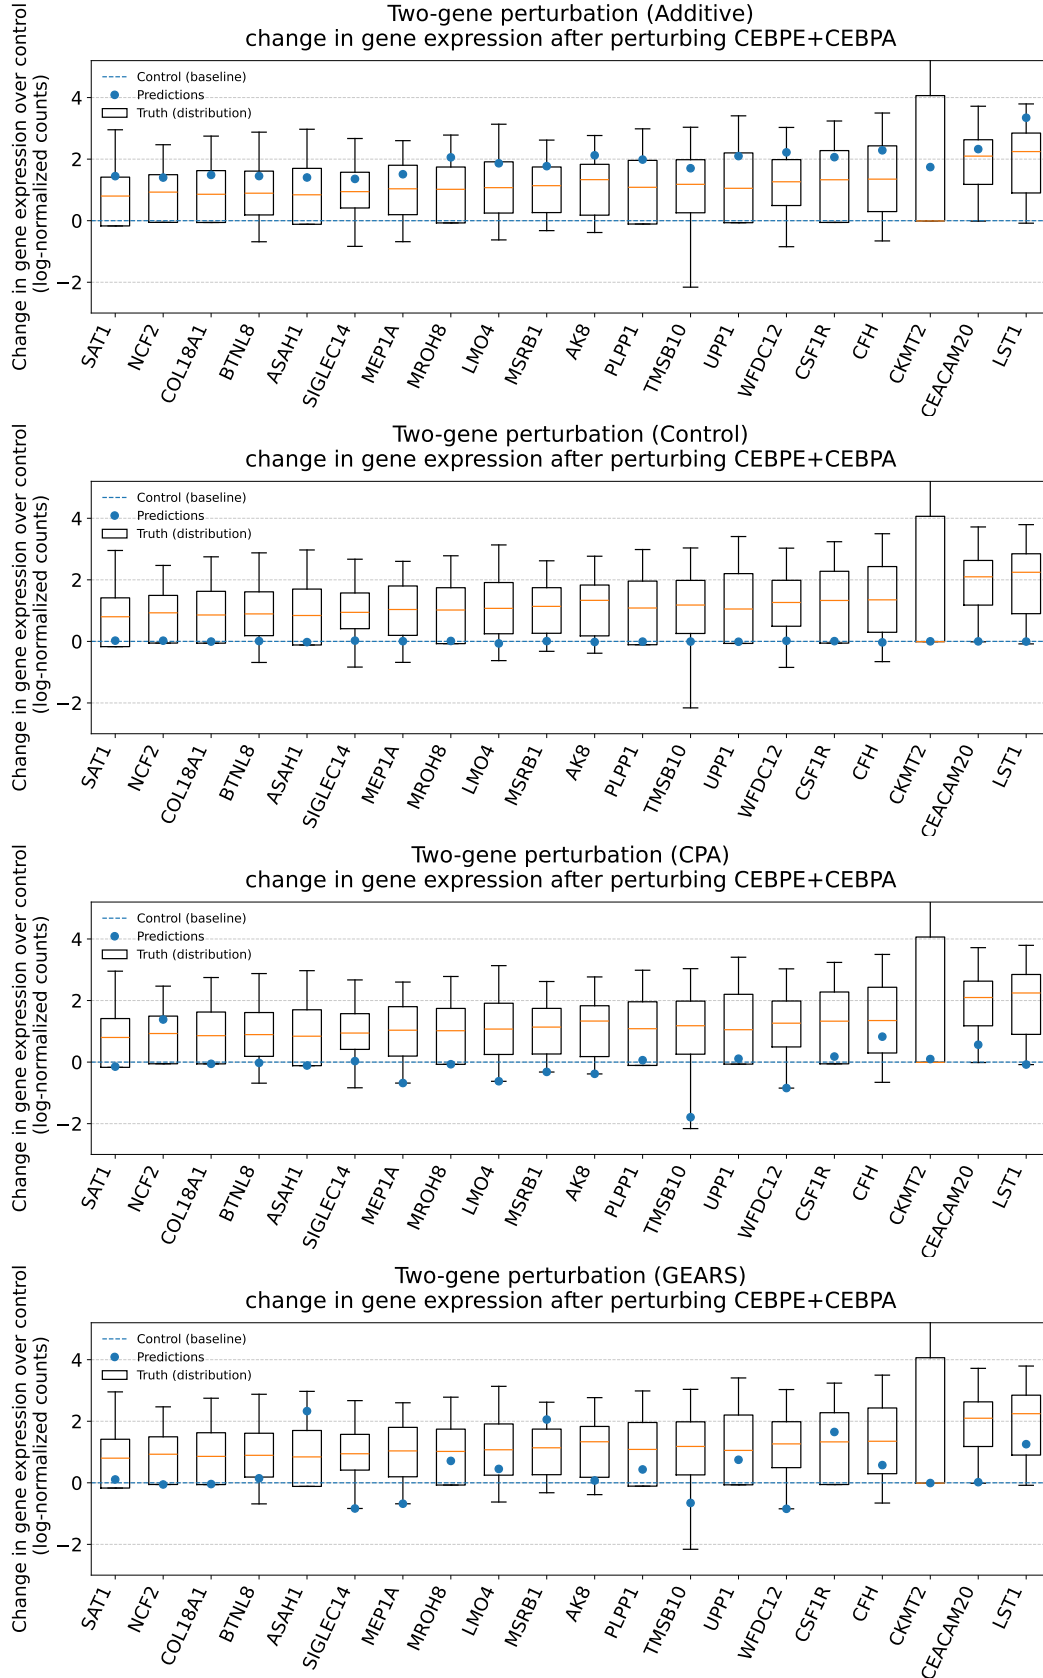 Two-gene perturbation (Additive)
change in gene expression after perturbing CEBPE+CEBPA
Change in gene expression over control
(log-normalized counts)
Control (baseline)
Predictions
Truth (distribution)
4
2
0
−2
SAT1
NCF2
COL18A1
BTNL8
ASAH1
SIGLEC14
MEP1A
MROH8
LMO4
MSRB1
AK8
PLPP1
TMSB10
UPP1
WFDC12
CSF1R
CFH
CKMT2
CEACAM20
LST1
Two-gene perturbation (Control)
change in gene expression after perturbing CEBPE+CEBPA
Change in gene expression over control
(log-normalized counts)
Control (baseline)
Predictions
Truth (distribution)
4
2
0
−2
SAT1
NCF2
COL18A1
BTNL8
ASAH1
SIGLEC14
MEP1A
MROH8
LMO4
MSRB1
AK8
PLPP1
TMSB10
UPP1
WFDC12
CSF1R
CFH
CKMT2
CEACAM20
LST1
Two-gene perturbation (CPA)
change in gene expression after perturbing CEBPE+CEBPA
Change in gene expression over control
(log-normalized counts)
Control (baseline)
Predictions
Truth (distribution)
4
2
0
−2
SAT1
NCF2
COL18A1
BTNL8
ASAH1
SIGLEC14
MEP1A
MROH8
LMO4
MSRB1
AK8
PLPP1
TMSB10
UPP1
WFDC12
CSF1R
CFH
CKMT2
CEACAM20
LST1
Two-gene perturbation (GEARS)
change in gene expression after perturbing CEBPE+CEBPA
Change in gene expression over control
(log-normalized counts)
Control (baseline)
Predictions
Truth (distribution)
4
2
0
−2
SAT1
NCF2
COL18A1
BTNL8
ASAH1
SIGLEC14
MEP1A
MROH8
LMO4
MSRB1
AK8
PLPP1
TMSB10
UPP1
WFDC12
CSF1R
CFH
CKMT2
CEACAM20
LST1